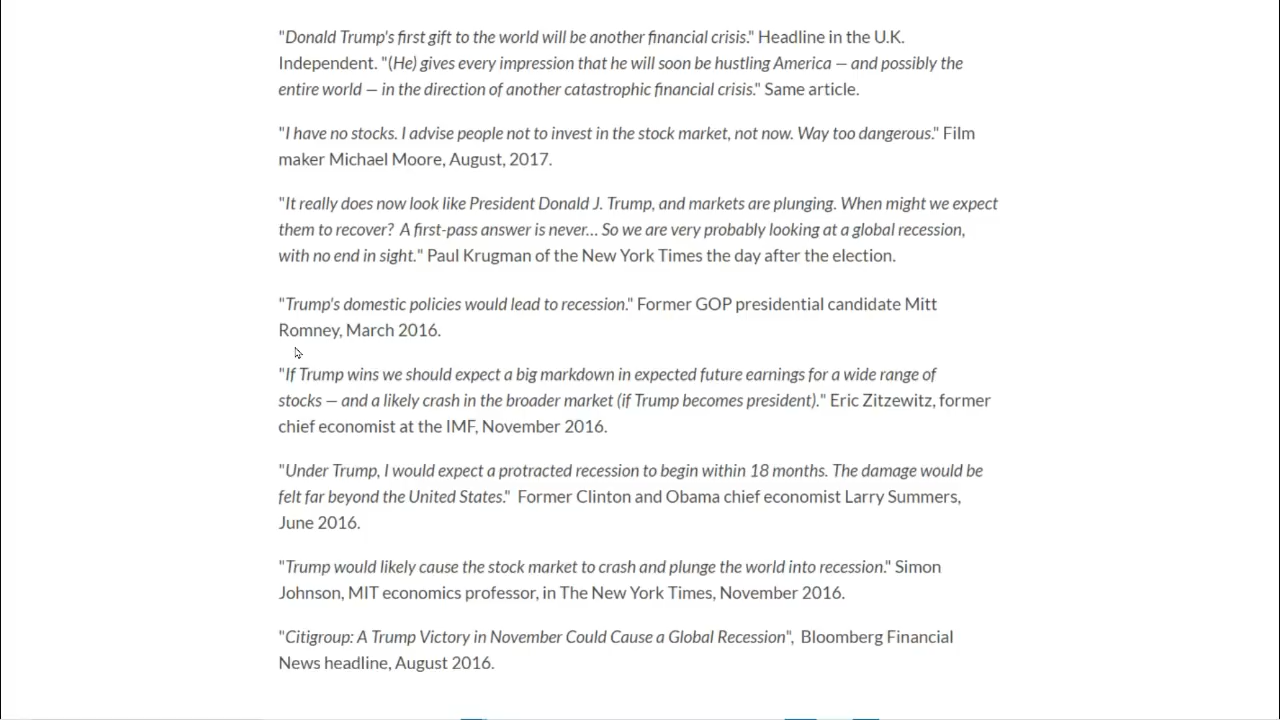 "Donald Trump's first gift to the world will be another financial crisis." Headline in the U.K.
Independent. "(He) gives every impression that he will soon be hustling America — and possibly the
entire world — in the direction of another catastrophic financial crisis." Same article.
"I have no stocks. I advise people not to invest in the stock market, not now. Way too dangerous." Film
maker Michael Moore, August, 2017.
"It really does now look like President Donald J. Trump, and markets are plunging. When might we expect
them to recover? A first-pass answer is never... So we are very probably looking at a global recession,
with no end in sight." Paul Krugman of the New York Times the day after the election.
"Trump's domestic policies would lead to recession." Former GOP presidential candidate Mitt
Romney, March 2016.
"If Trump wins we should expect a big markdown in expected future earnings for a wide range of
stocks — and a likely crash in the broader market (if Trump becomes president)." Eric Zitzewitz, former
chief economist at the IMF, November 2016.
"Under Trump, I would expect a protracted recession to begin within 18 months. The damage would be
felt far beyond the United States." Former Clinton and Obama chief economist Larry Summers,
June 2016.
"Trump would likely cause the stock market to crash and plunge the world into recession." Simon
Johnson, MIT economics professor, in The New York Times, November 2016.
"Citigroup: A Trump Victory in November Could Cause a Global Recession", Bloomberg Financial
News headline, August 2016.